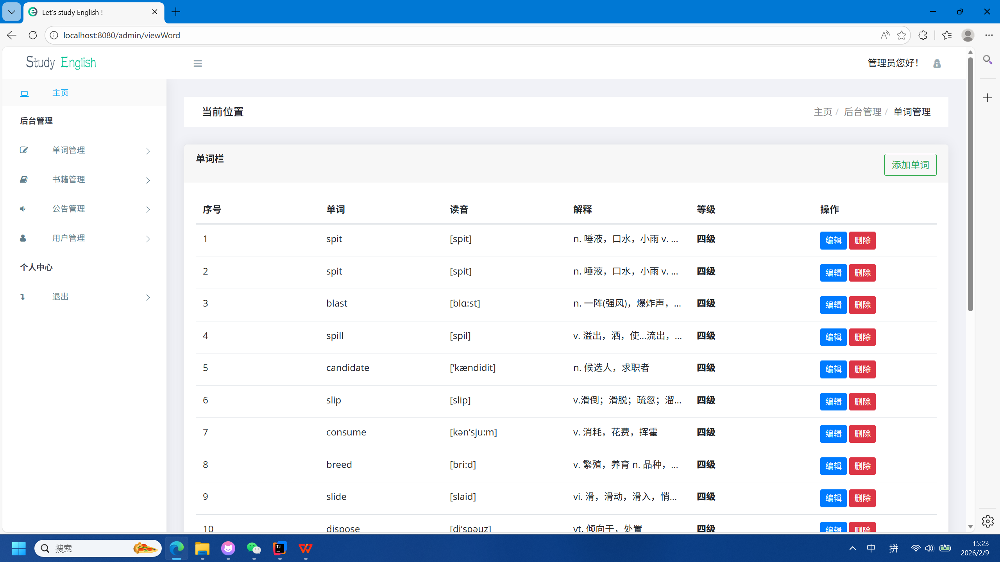 Let's study English !
localhost:8080/admin/viewWord
Study English
管理员您好！
主页
后台管理
单词管理
书籍管理
公告管理
用户管理
个人中心
退出
当前位置
主页 / 后台管理 / 单词管理
单词栏
添加单词
序号 单词 读音 解释 等级 操作
1 spit [spit] n. 唾液，口水，小雨 v. ... 四级 编辑 删除
2 spit [spit] n. 唾液，口水，小雨 v. ... 四级 编辑 删除
3 blast [blɑ:st] n. 一阵(强风)，爆炸声，... 四级 编辑 删除
4 spill [spil] v. 溢出，洒，使...流出，... 四级 编辑 删除
5 candidate [’kændidit] n. 候选人，求职者 四级 编辑 删除
6 slip [slip] v.滑倒；滑脱；疏忽；溜... 四级 编辑 删除
7 consume [kən’sju:m] v. 消耗，花费，挥霍 四级 编辑 删除
8 breed [bri:d] v. 繁殖，养育 n. 品种，... 四级 编辑 删除
9 slide [slaid] vi. 滑，滑动，滑入，悄... 四级 编辑 删除
10 dispose [di’spəuz] vt. 倾向于，处置 四级 编辑 删除
搜索
中
拼
15:23
2026/2/9